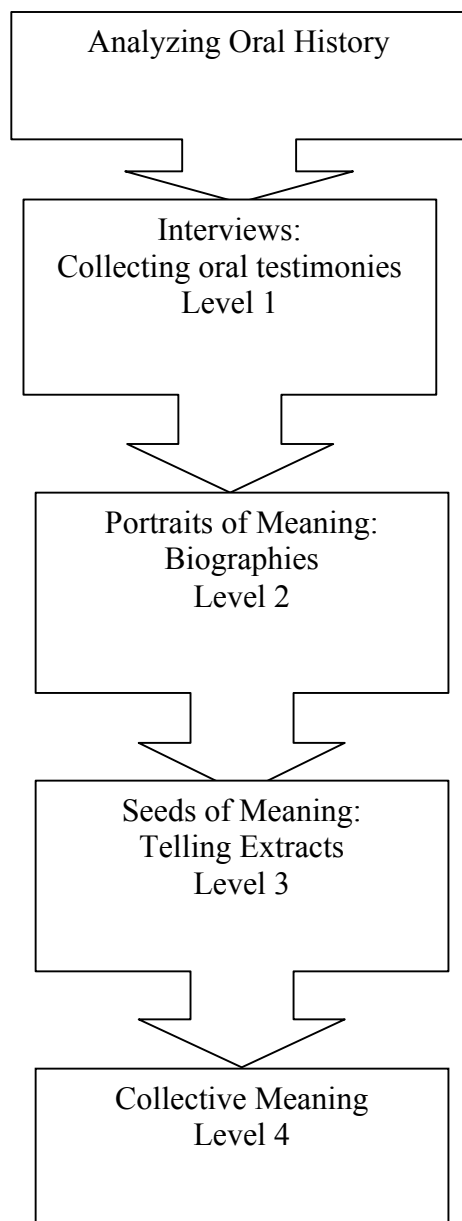 Analyzing Oral History
Interviews:
Collecting oral testimonies
Level 1
Portraits of Meaning:
Biographies
Level 2
Seeds of Meaning:
Telling Extracts
Level 3
Collective Meaning
Level 4